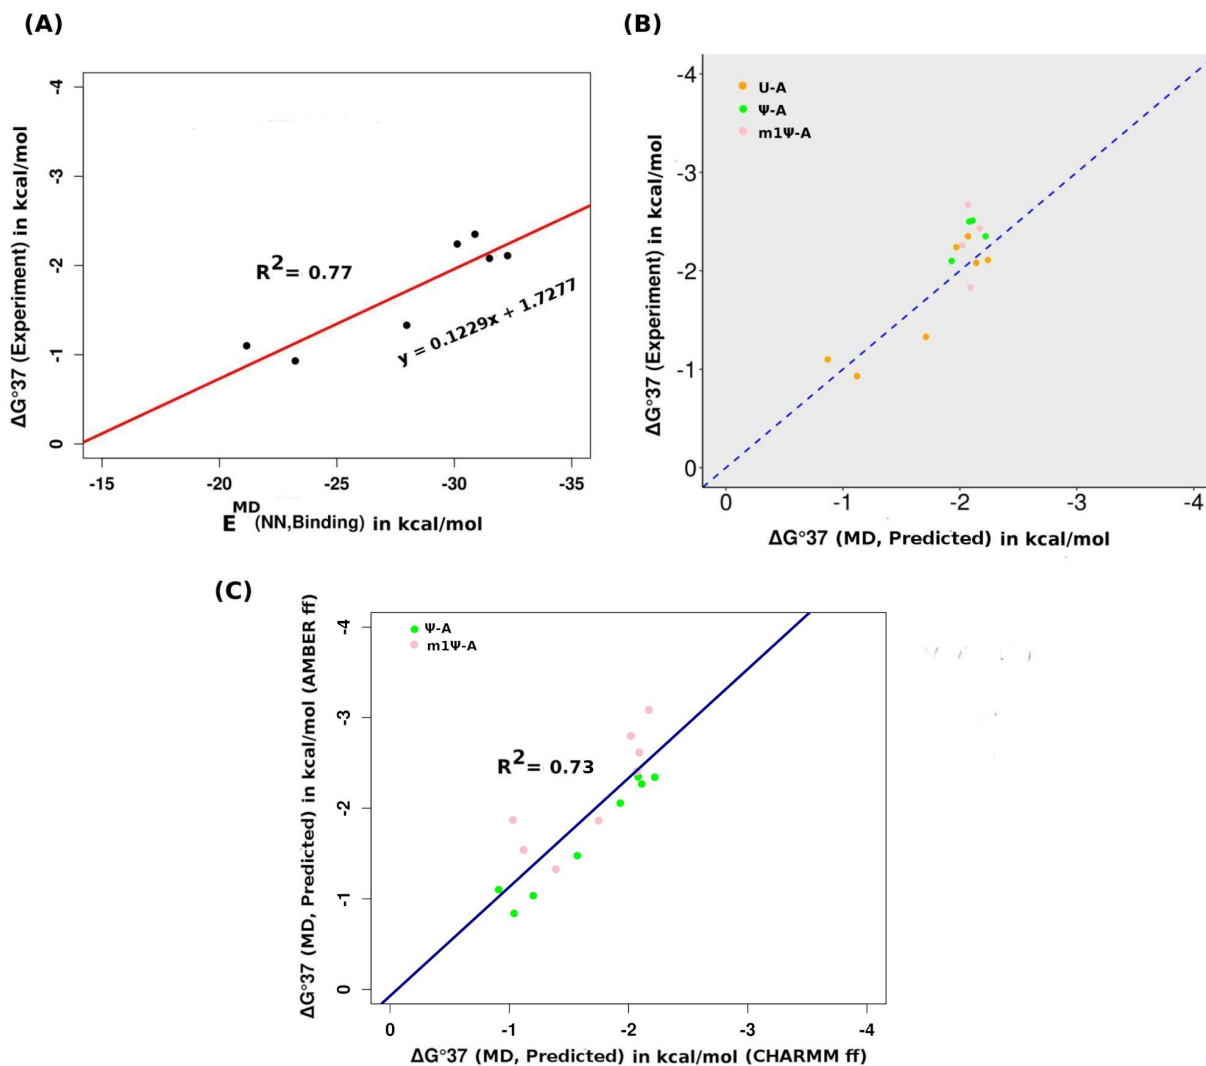 (A)
-4
-3
-2
-1
0
ΔG°37 (Experiment) in kcal/mol
R2= 0.77
y = 0.1229x + 1.7277
-15
-20
-25
-30
-35
EMD(NN,Binding) in kcal/mol
(B)
-4
-3
-2
-1
0
ΔG°37 (Experiment) in kcal/mol
U-A
Ψ-A
m1Ψ-A
0
-1
-2
-3
-4
ΔG°37 (MD, Predicted) in kcal/mol
(C)
-4
-3
-2
-1
0
ΔG°37 (MD, Predicted) in kcal/mol (AMBER ff)
Ψ-A
m1Ψ-A
R2= 0.73
0
-1
-2
-3
-4
ΔG°37 (MD, Predicted) in kcal/mol (CHARMM ff)